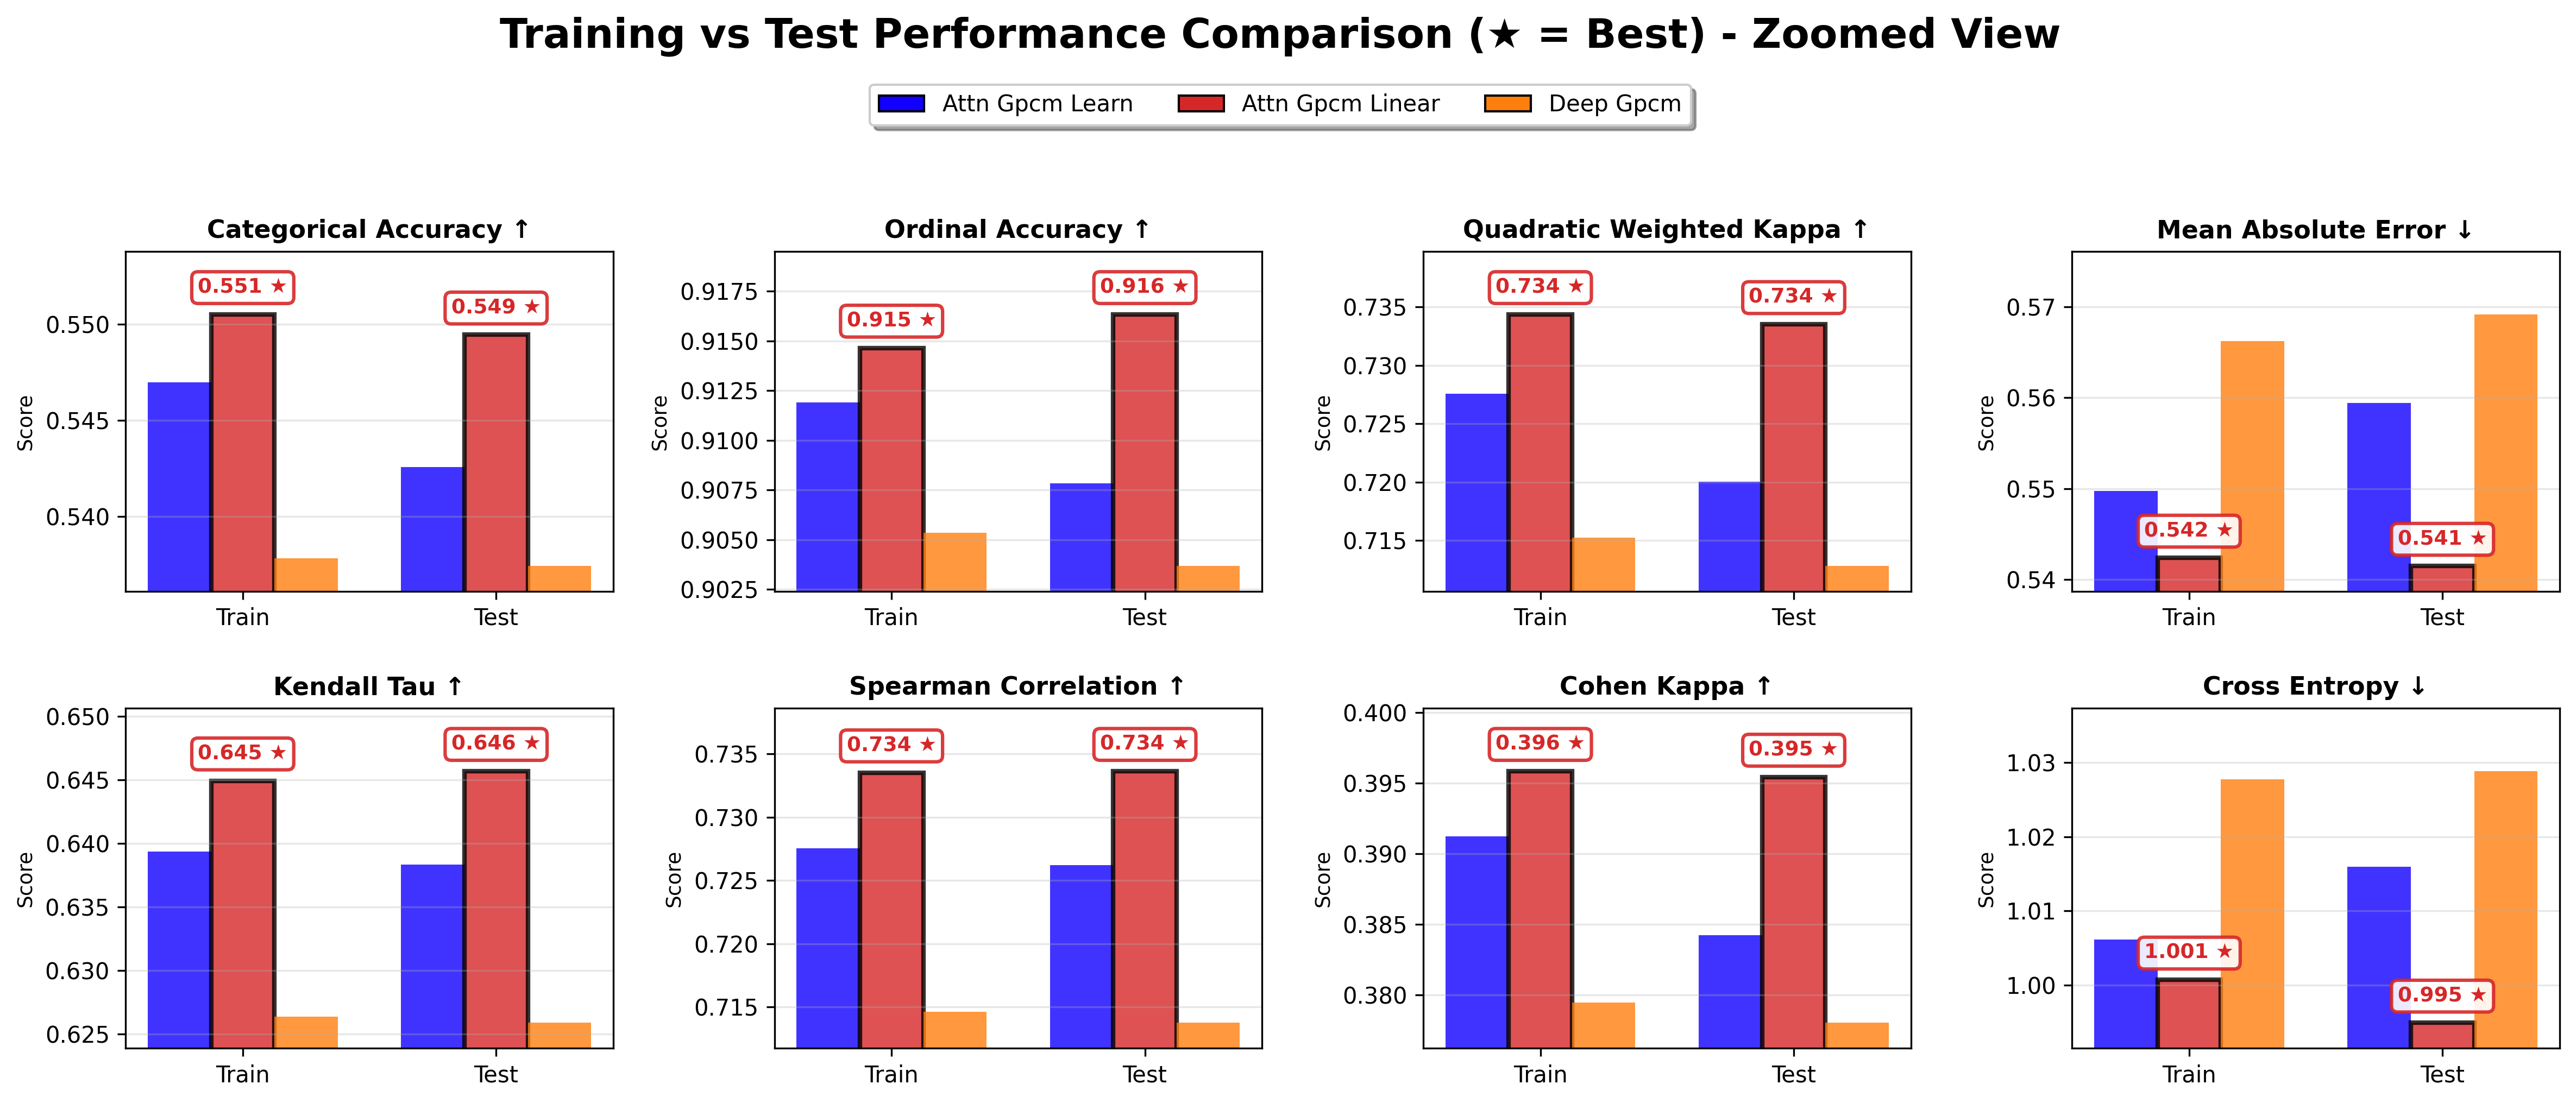 Training vs Test Performance Comparison (★ = Best) - Zoomed View
Attn Gpcm Learn
Attn Gpcm Linear
Deep Gpcm
Categorical Accuracy ↑
Score
0.550
0.545
0.540
0.551 ★
0.549 ★
Train
Test
Ordinal Accuracy ↑
Score
0.9175
0.9150
0.9125
0.9100
0.9075
0.9050
0.9025
0.915 ★
0.916 ★
Train
Test
Quadratic Weighted Kappa ↑
Score
0.735
0.730
0.725
0.720
0.715
0.734 ★
0.734 ★
Train
Test
Mean Absolute Error ↓
Score
0.57
0.56
0.55
0.54
0.542 ★
0.541 ★
Train
Test
Kendall Tau ↑
Score
0.650
0.645
0.640
0.635
0.630
0.625
0.645 ★
0.646 ★
Train
Test
Spearman Correlation ↑
Score
0.735
0.730
0.725
0.720
0.715
0.734 ★
0.734 ★
Train
Test
Cohen Kappa ↑
Score
0.400
0.395
0.390
0.385
0.380
0.396 ★
0.395 ★
Train
Test
Cross Entropy ↓
Score
1.03
1.02
1.01
1.00
1.001 ★
0.995 ★
Train
Test